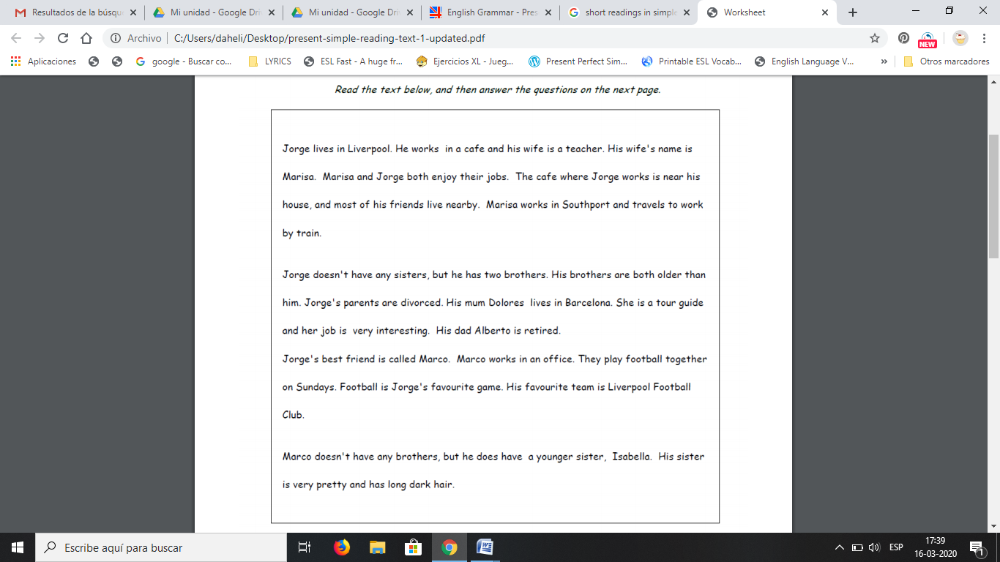 Resultados de la búsqu
Mi unidad - Google Dri
Mi unidad - Google Dri
English Grammar - Pres
short readings in simple
Worksheet
Archivo
C:/Users/daheli/Desktop/present-simple-reading-text-1-updated.pdf
NEW
Aplicaciones
google - Buscar co...
LYRICS
ESL Fast - A huge fr...
Ejercicios XL - Jueg...
Present Perfect Sim...
Printable ESL Vocab...
English Language V...
»
Otros marcadores
Read the text below, and then answer the questions on the next page.
Jorge lives in Liverpool. He works  in a cafe and his wife is a teacher. His wife's name is
Marisa.  Marisa and Jorge both enjoy their jobs.  The cafe where Jorge works is near his
house, and most of his friends live nearby.  Marisa works in Southport and travels to work
by train.
Jorge doesn't have any sisters, but he has two brothers. His brothers are both older than
him. Jorge's parents are divorced. His mum Dolores  lives in Barcelona. She is a tour guide
and her job is  very interesting.  His dad Alberto is retired.
Jorge's best friend is called Marco.  Marco works in an office. They play football together
on Sundays. Football is Jorge's favourite game. His favourite team is Liverpool Football
Club.
Marco doesn't have any brothers, but he does have  a younger sister,  Isabella.  His sister
is very pretty and has long dark hair.
Escribe aquí para buscar
ESP
17:39
16-03-2020
1